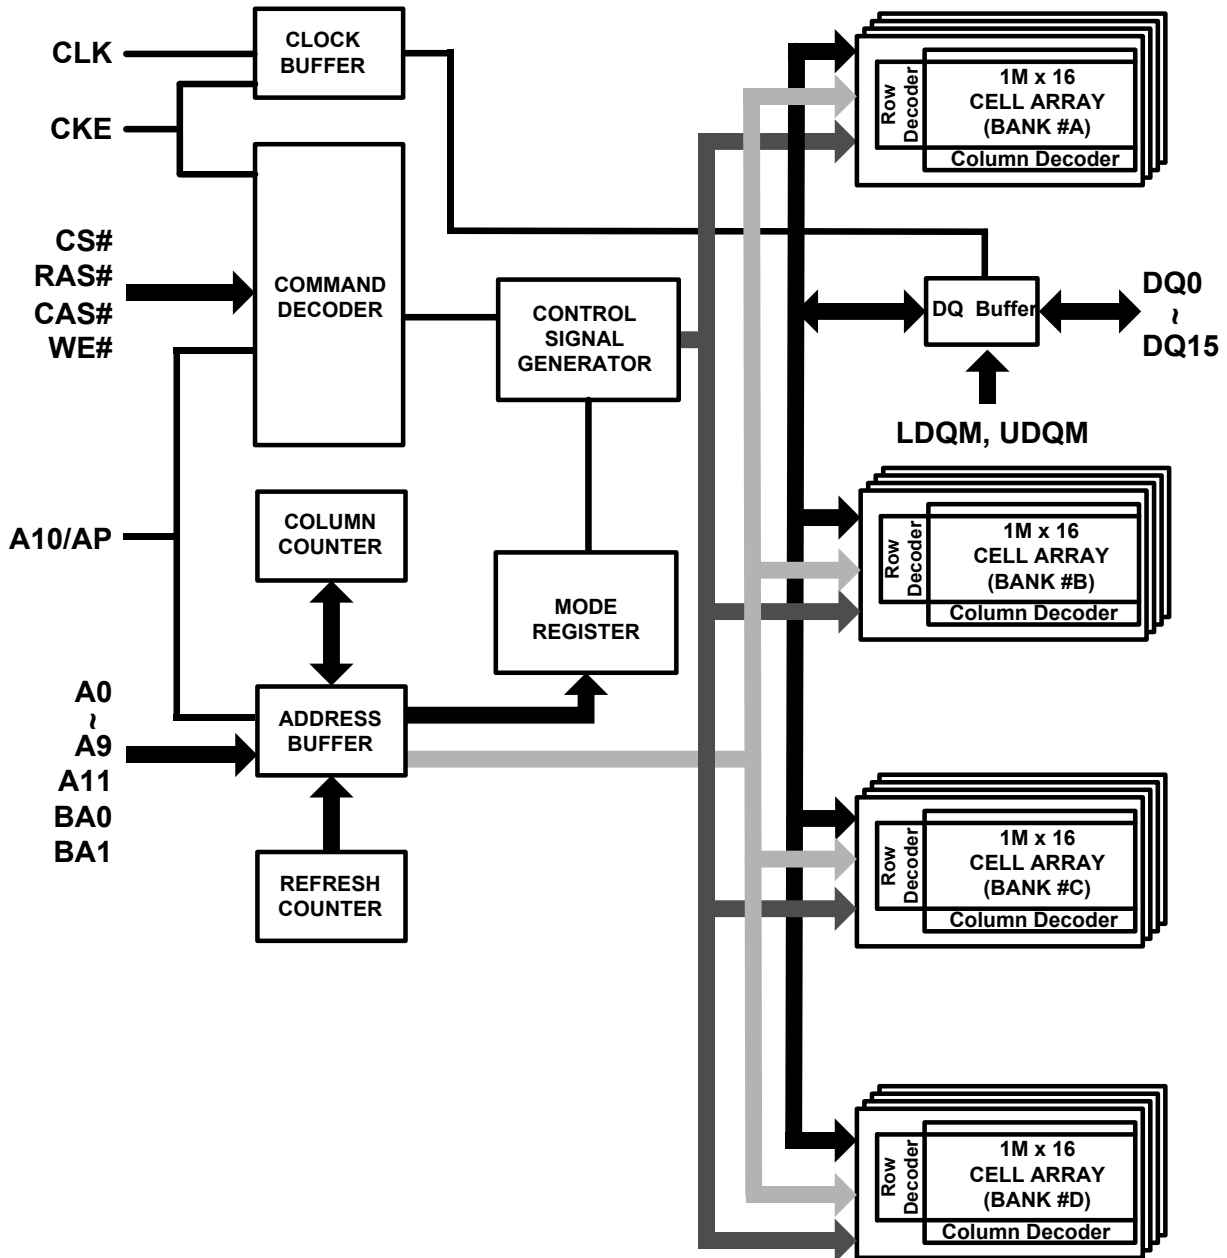 CLK
CKE
CLOCK
BUFFER
CS#
RAS#
CAS#
WE#
COMMAND
DECODER
CONTROL
SIGNAL
GENERATOR
A10/AP
COLUMN
COUNTER
MODE
REGISTER
A0
~
A9
A11
BA0
BA1
ADDRESS
BUFFER
REFRESH
COUNTER
Row
Decoder
1M x 16
CELL ARRAY
(BANK #A)
Column Decoder
DQ Buffer
DQ0
~
DQ15
LDQM, UDQM
Row
Decoder
1M x 16
CELL ARRAY
(BANK #B)
Column Decoder
Row
Decoder
1M x 16
CELL ARRAY
(BANK #C)
Column Decoder
Row
Decoder
1M x 16
CELL ARRAY
(BANK #D)
Column Decoder